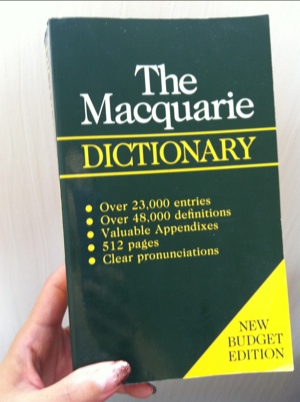 The
Macquarie
DICTIONARY
Over 23,000 entries
Over 48,000 definitions
Valuable Appendixes
512 pages
Clear pronunciations
NEW
BUDGET
EDITION